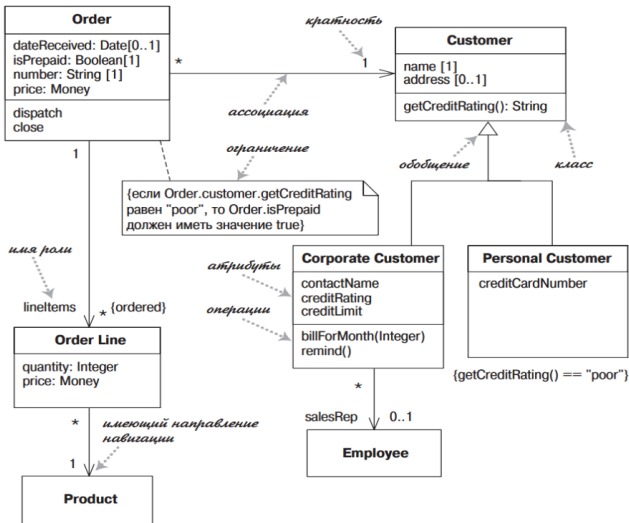 Order
dateReceived: Date[0..1]
isPrepaid: Boolean[1]
number: String [1]
price: Money
dispatch
close
*
1
кратность
ассоциация
Customer
name [1]
address [0..1]
getCreditRating(): String
обобщение
класс
1
ограничение
{если Order.customer.getCreditRating
равен "poor", то Order.isPrepaid
должен иметь значение true}
имя роли
lineItems
* {ordered}
Order Line
quantity: Integer
price: Money
*
имеющий направление
навигации
1
Product
атрибуты
операции
Corporate Customer
contactName
creditRating
creditLimit
billForMonth(Integer)
remind()
*
salesRep
0..1
Employee
Personal Customer
creditCardNumber
{getCreditRating() == "poor"}